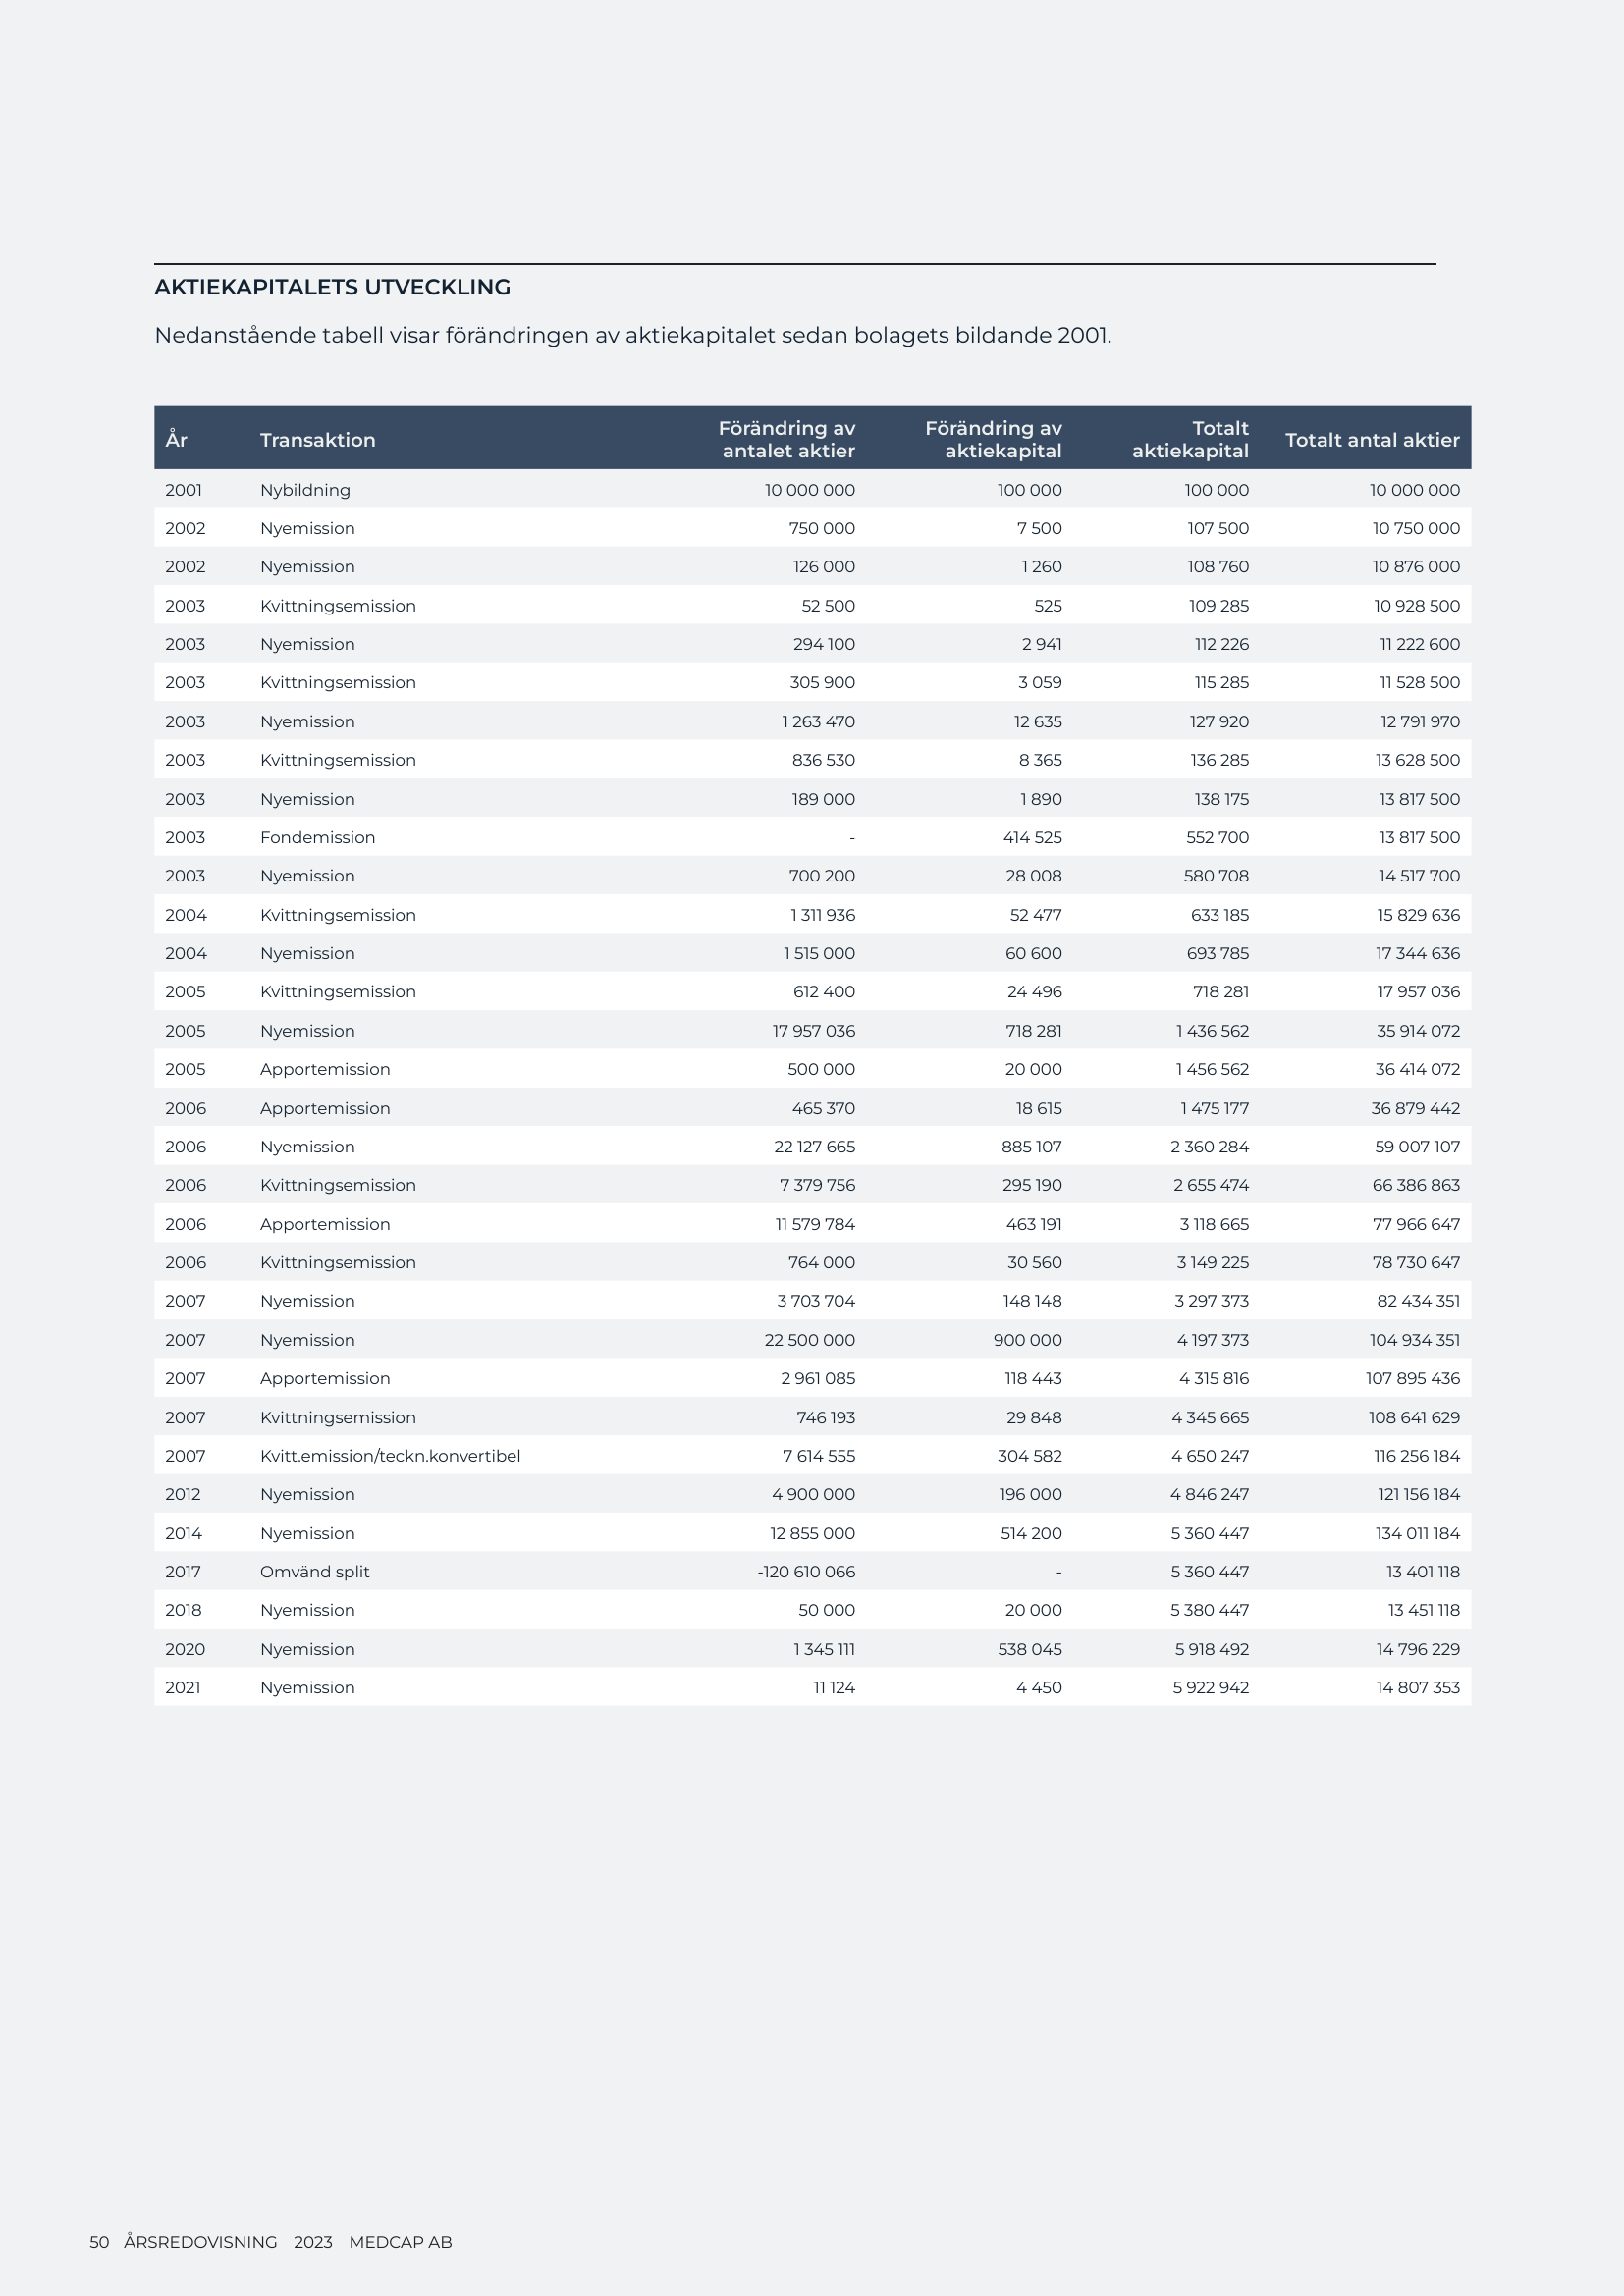 AKTIEKAPITALETS UTVECKLING
Nedanstående tabell visar förändringen av aktiekapitalet sedan bolagets bildande 2001.
År Transaktion Förändring av antalet aktier Förändring av aktiekapital Totalt aktiekapital Totalt antal aktier
2001 Nybildning 10 000 000 100 000 100 000 10 000 000
2002 Nyemission 750 000 7 500 107 500 10 750 000
2002 Nyemission 126 000 1 260 108 760 10 876 000
2003 Kvittningsemission 52 500 525 109 285 10 928 500
2003 Nyemission 294 100 2 941 112 226 11 222 600
2003 Kvittningsemission 305 900 3 059 115 285 11 528 500
2003 Nyemission 1 263 470 12 635 127 920 12 791 970
2003 Kvittningsemission 836 530 8 365 136 285 13 628 500
2003 Nyemission 189 000 1 890 138 175 13 817 500
2003 Fondemission - 414 525 552 700 13 817 500
2003 Nyemission 700 200 28 008 580 708 14 517 700
2004 Kvittningsemission 1 311 936 52 477 633 185 15 829 636
2004 Nyemission 1 515 000 60 600 693 785 17 344 636
2005 Kvittningsemission 612 400 24 496 718 281 17 957 036
2005 Nyemission 17 957 036 718 281 1 436 562 35 914 072
2005 Apportemission 500 000 20 000 1 456 562 36 414 072
2006 Apportemission 465 370 18 615 1 475 177 36 879 442
2006 Nyemission 22 127 665 885 107 2 360 284 59 007 107
2006 Kvittningsemission 7 379 756 295 190 2 655 474 66 386 863
2006 Apportemission 11 579 784 463 191 3 118 665 77 966 647
2006 Kvittningsemission 764 000 30 560 3 149 225 78 730 647
2007 Nyemission 3 703 704 148 148 3 297 373 82 434 351
2007 Nyemission 22 500 000 900 000 4 197 373 104 934 351
2007 Apportemission 2 961 085 118 443 4 315 816 107 895 436
2007 Kvittningsemission 746 193 29 848 4 345 665 108 641 629
2007 Kvitt.emission/teckn.konvertibel 7 614 555 304 582 4 650 247 116 256 184
2012 Nyemission 4 900 000 196 000 4 846 247 121 156 184
2014 Nyemission 12 855 000 514 200 5 360 447 134 011 184
2017 Omvänd split -120 610 066 - 5 360 447 13 401 118
2018 Nyemission 50 000 20 000 5 380 447 13 451 118
2020 Nyemission 1 345 111 538 045 5 918 492 14 796 229
2021 Nyemission 11 124 4 450 5 922 942 14 807 353
50 ÅRSREDOVISNING 2023 MEDCAP AB